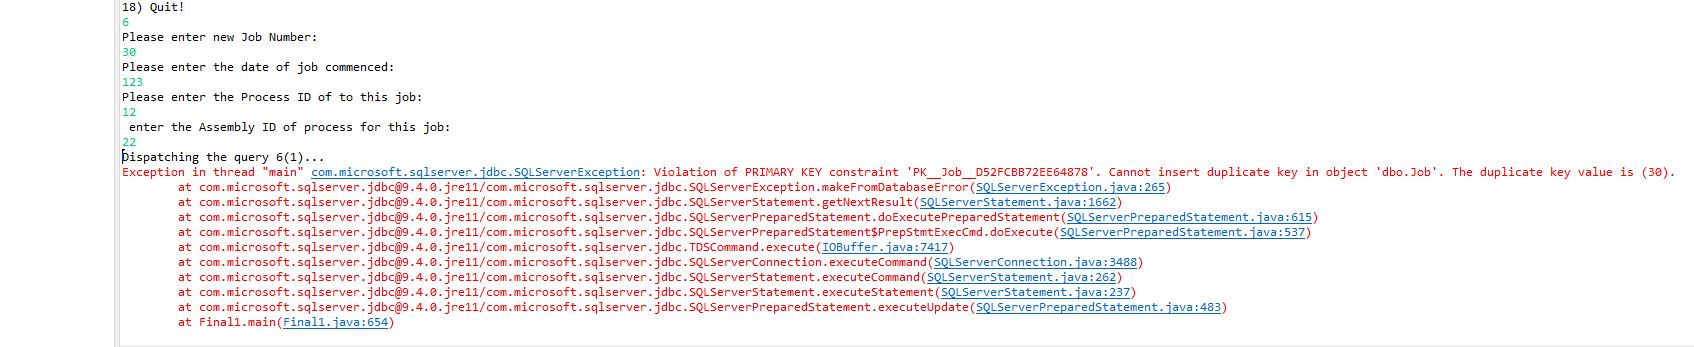 18) Quit!
6
Please enter new Job Number:
30
Please enter the date of job commenced:
123
Please enter the Process ID of to this job:
12
 enter the Assembly ID of process for this job:
22
Dispatching the query 6(1)...
Exception in thread "main" com.microsoft.sqlserver.jdbc.SQLServerException: Violation of PRIMARY KEY constraint 'PK__Job__D52FCBB72EE64878'. Cannot insert duplicate key in object 'dbo.Job'. The duplicate key value is (30).
	at com.microsoft.sqlserver.jdbc@9.4.0.jre11/com.microsoft.sqlserver.jdbc.SQLServerException.makeFromDatabaseError(SQLServerException.java:265)
	at com.microsoft.sqlserver.jdbc@9.4.0.jre11/com.microsoft.sqlserver.jdbc.SQLServerStatement.getNextResult(SQLServerStatement.java:1662)
	at com.microsoft.sqlserver.jdbc@9.4.0.jre11/com.microsoft.sqlserver.jdbc.SQLServerPreparedStatement.doExecutePreparedStatement(SQLServerPreparedStatement.java:615)
	at com.microsoft.sqlserver.jdbc@9.4.0.jre11/com.microsoft.sqlserver.jdbc.SQLServerPreparedStatement$PrepStmtExecCmd.doExecute(SQLServerPreparedStatement.java:537)
	at com.microsoft.sqlserver.jdbc@9.4.0.jre11/com.microsoft.sqlserver.jdbc.TDSCommand.execute(IOBuffer.java:7417)
	at com.microsoft.sqlserver.jdbc@9.4.0.jre11/com.microsoft.sqlserver.jdbc.SQLServerConnection.executeCommand(SQLServerConnection.java:3488)
	at com.microsoft.sqlserver.jdbc@9.4.0.jre11/com.microsoft.sqlserver.jdbc.SQLServerStatement.executeCommand(SQLServerStatement.java:262)
	at com.microsoft.sqlserver.jdbc@9.4.0.jre11/com.microsoft.sqlserver.jdbc.SQLServerStatement.executeStatement(SQLServerStatement.java:237)
	at com.microsoft.sqlserver.jdbc@9.4.0.jre11/com.microsoft.sqlserver.jdbc.SQLServerPreparedStatement.executeUpdate(SQLServerPreparedStatement.java:483)
	at Final1.main(Final1.java:654)